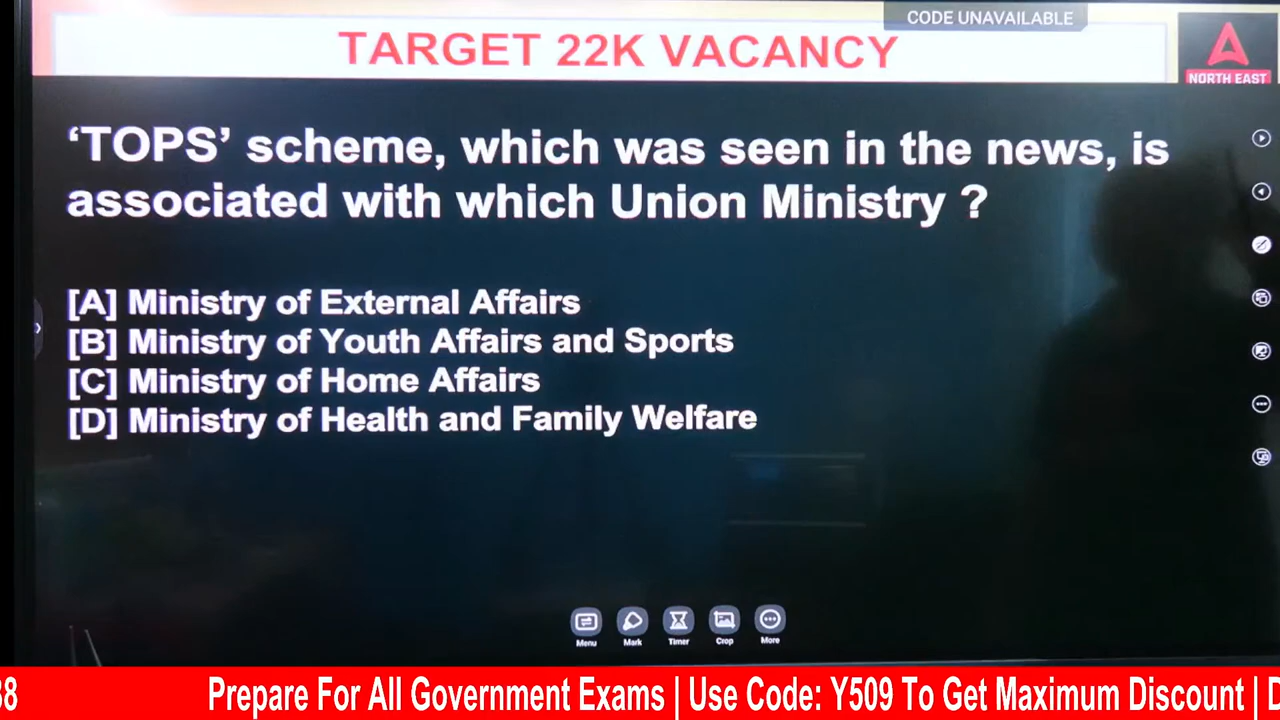 CODE UNAVAILABLE
TARGET 22K VACANCY
NORTH EAST
‘TOPS’ scheme, which was seen in the news, is
associated with which Union Ministry ?
[A] Ministry of External Affairs
[B] Ministry of Youth Affairs and Sports
[C] Ministry of Home Affairs
[D] Ministry of Health and Family Welfare
Menu Mark Timer Crop More
38 Prepare For All Government Exams | Use Code: Y509 To Get Maximum Discount | D